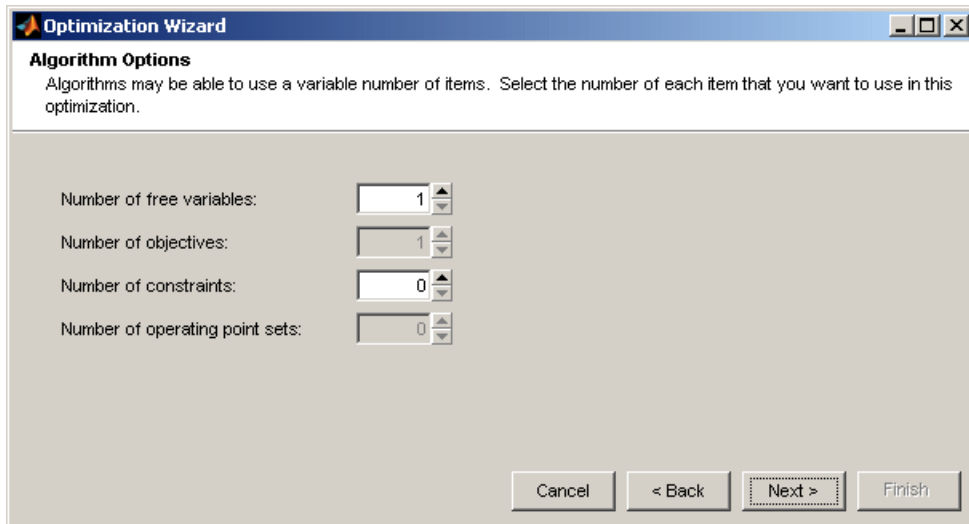 Optimization Wizard
Algorithm Options
Algorithms may be able to use a variable number of items.  Select the number of each item that you want to use in this
optimization.
Number of free variables: 1
Number of objectives: 1
Number of constraints: 0
Number of operating point sets: 0
Cancel < Back Next > Finish